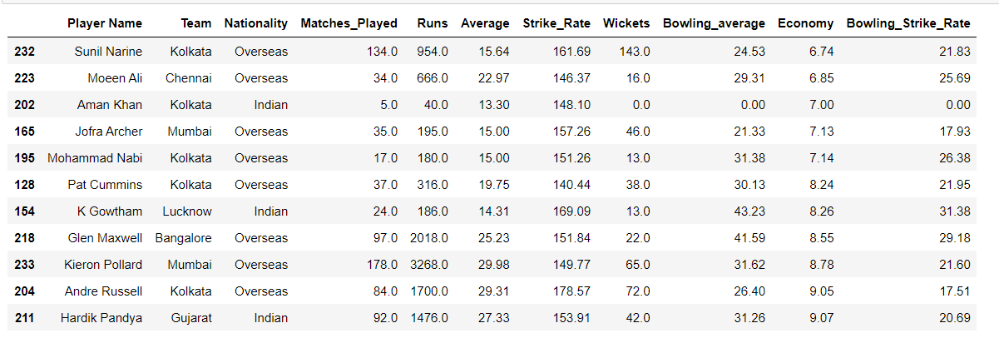 Player Name Team Nationality Matches_Played Runs Average Strike_Rate Wickets Bowling_average Economy Bowling_Strike_Rate
232 Sunil Narine Kolkata Overseas 134.0 954.0 15.64 161.69 143.0 24.53 6.74 21.83
223 Moeen Ali Chennai Overseas 34.0 666.0 22.97 146.37 16.0 29.31 6.85 25.69
202 Aman Khan Kolkata Indian 5.0 40.0 13.30 148.10 0.0 0.00 7.00 0.00
165 Jofra Archer Mumbai Overseas 35.0 195.0 15.00 157.26 46.0 21.33 7.13 17.93
195 Mohammad Nabi Kolkata Overseas 17.0 180.0 15.00 151.26 13.0 31.38 7.14 26.38
128 Pat Cummins Kolkata Overseas 37.0 316.0 19.75 140.44 38.0 30.13 8.24 21.95
154 K Gowtham Lucknow Indian 24.0 186.0 14.31 169.09 13.0 43.23 8.26 31.38
218 Glen Maxwell Bangalore Overseas 97.0 2018.0 25.23 151.84 22.0 41.59 8.55 29.18
233 Kieron Pollard Mumbai Overseas 178.0 3268.0 29.98 149.77 65.0 31.62 8.78 21.60
204 Andre Russell Kolkata Overseas 84.0 1700.0 29.31 178.57 72.0 26.40 9.05 17.51
211 Hardik Pandya Gujarat Indian 92.0 1476.0 27.33 153.91 42.0 31.26 9.07 20.69